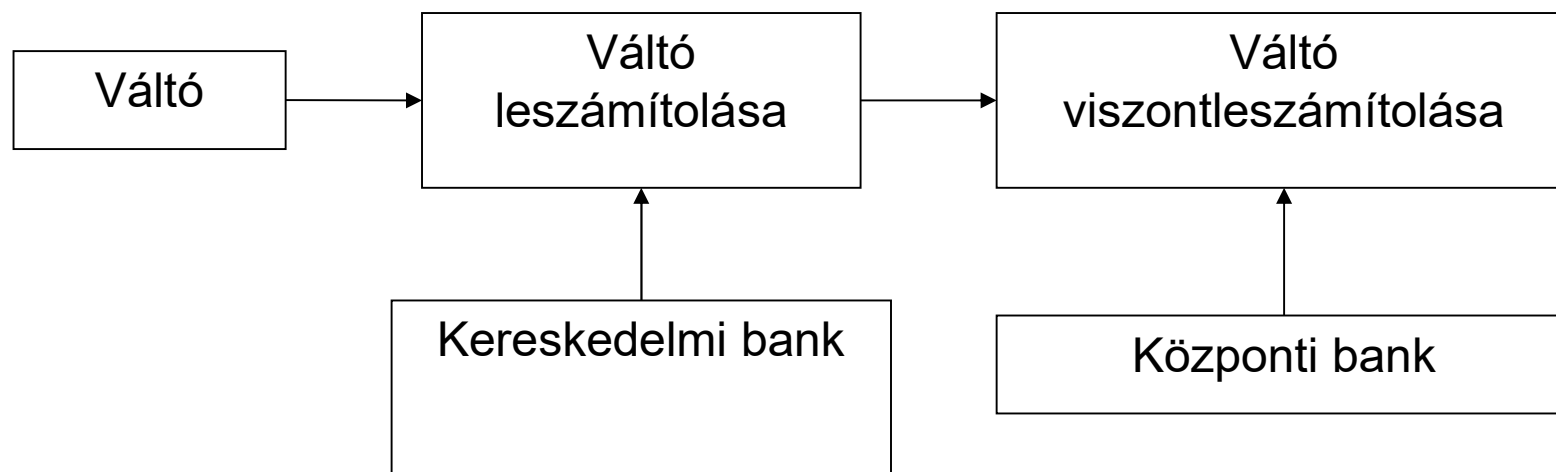 Váltó
Váltó
leszámítolása
Váltó
viszontleszámítolása
Kereskedelmi bank
Központi bank